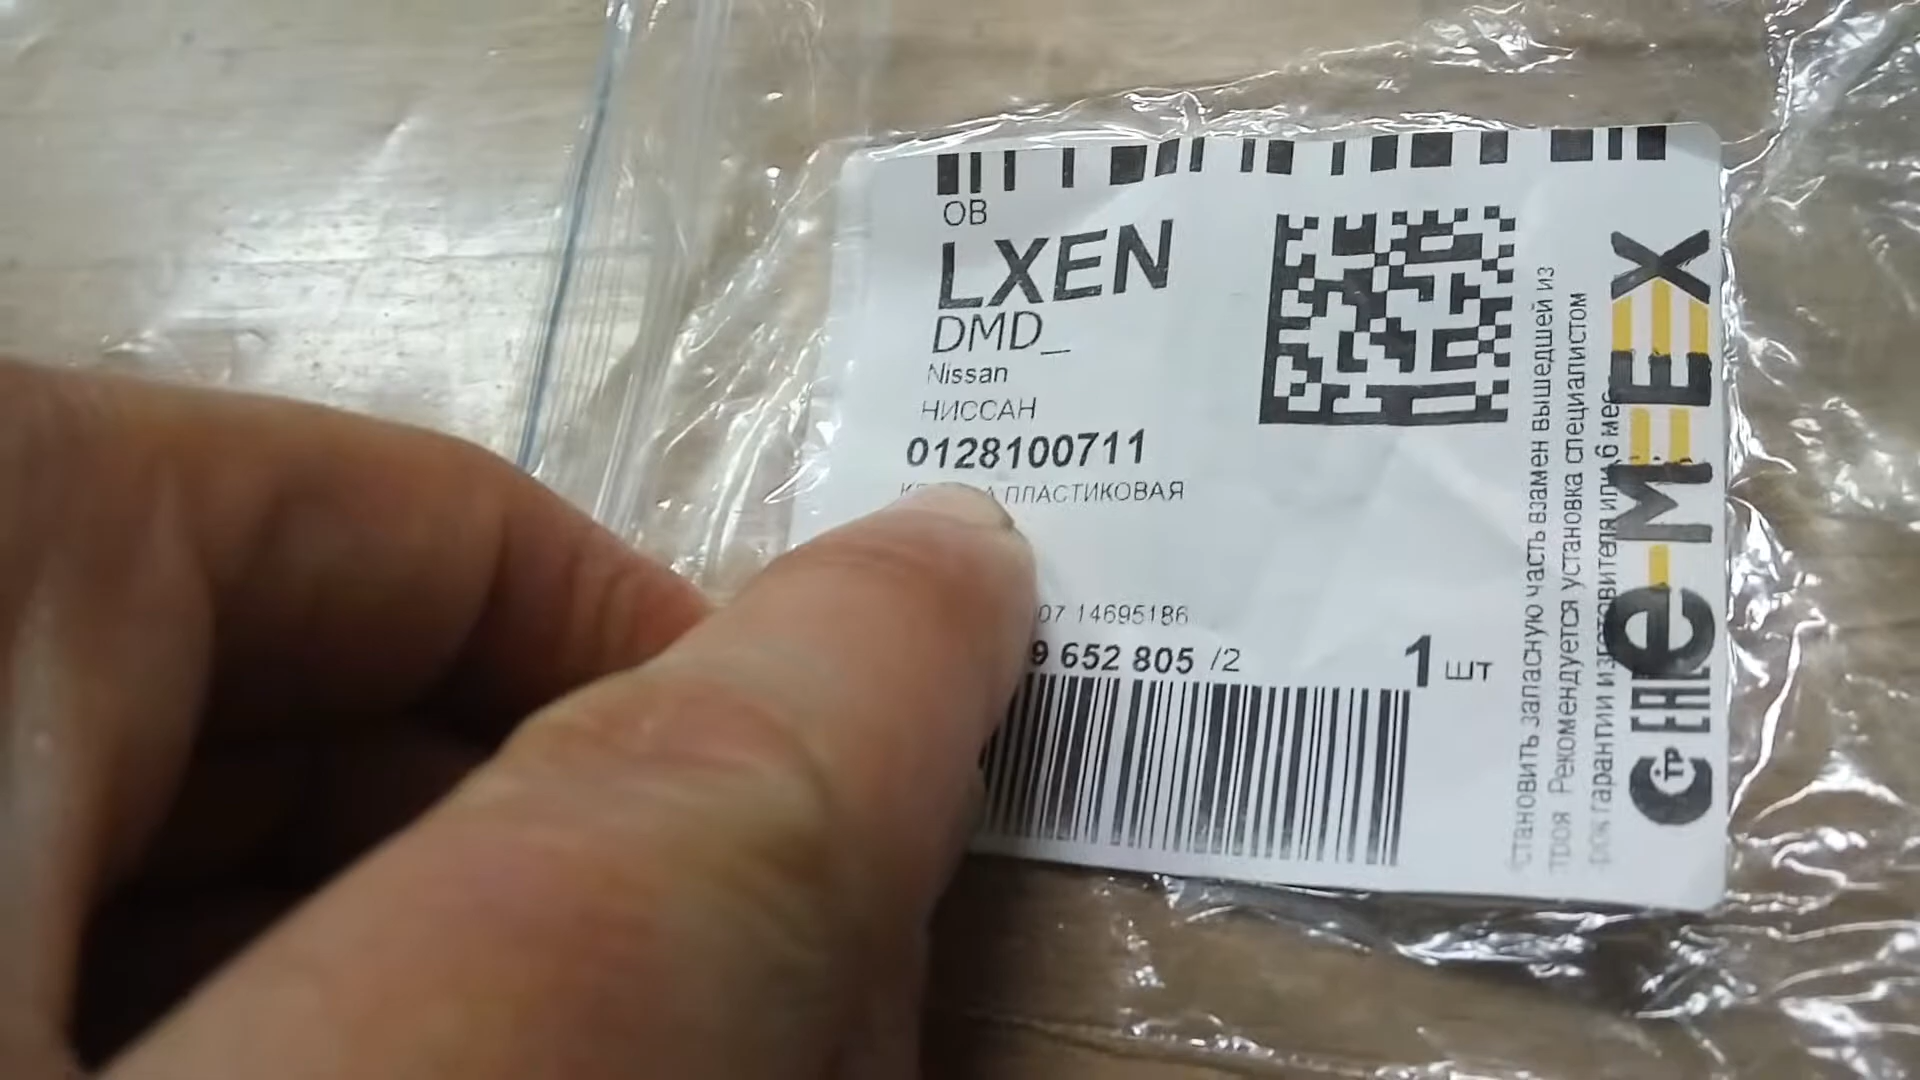 OB
LXEN
DMD_
Nissan
НИССАН
0128100711
ПЛАСТИКОВАЯ
07 14695186
9 652 805 /2
1 шт
становить запасную часть взамен вышедшей из
троя Рекомендуется установка специалистом
рок гарантии изготовителя или 6 мес
EMEX
EAC